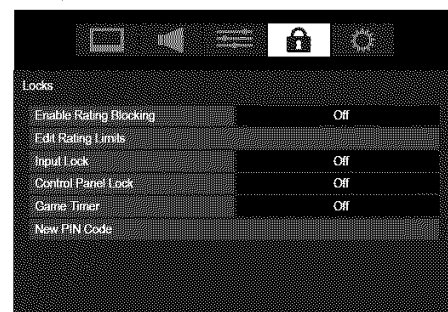 Locks
Enable Rating Blocking Off
Edit Rating Limits
Input Lock Off
Control Panel Lock Off
Game Timer Off
New PIN Code